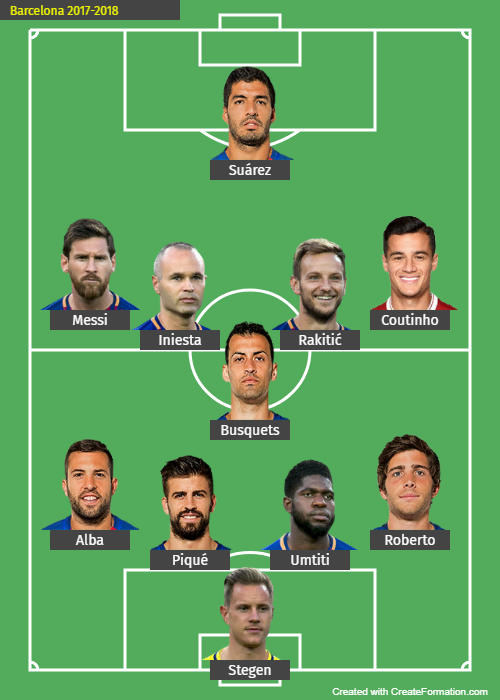 Barcelona 2017-2018
Suárez
Messi
Iniesta
Rakitić
Coutinho
Busquets
Alba
Piqué
Umtiti
Roberto
Stegen
Created with CreateFormation.com